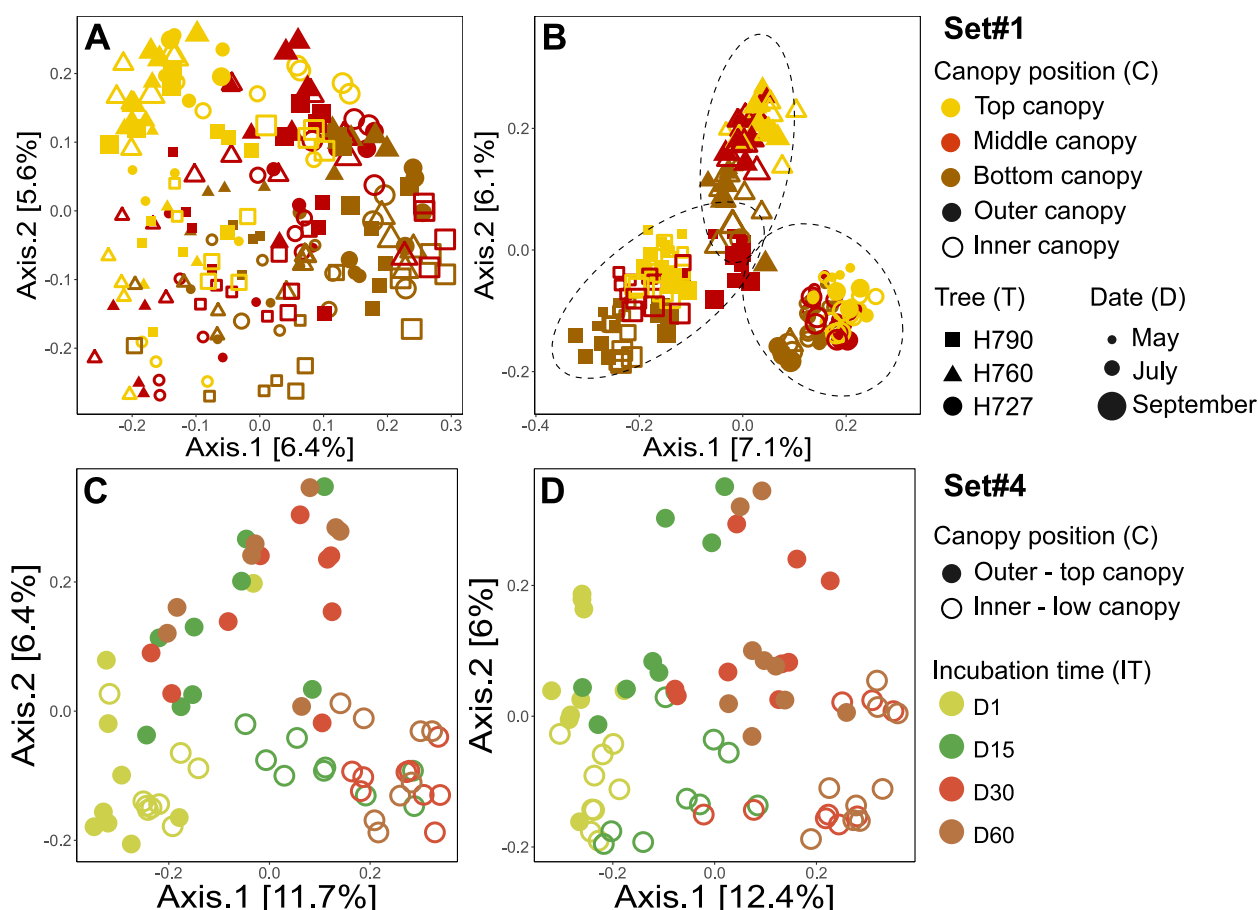 A
Axis.2 [5.6%]
0.2
0.1
0.0
-0.1
-0.2
-0.2
-0.1
0.0
0.1
0.2
0.3
Axis.1 [6.4%]
B
Axis.2 [6.1%]
0.2
0.0
-0.2
-0.4
-0.2
0.0
0.2
Axis.1 [7.1%]
Set#1
Canopy position (C)
Top canopy
Middle canopy
Bottom canopy
Outer canopy
Inner canopy
Tree (T)
H790
H760
H727
Date (D)
May
July
September
C
Axis.2 [6.4%]
0.2
0.0
-0.2
-0.2
0.0
0.2
Axis.1 [11.7%]
D
Axis.2 [6%]
0.2
0.0
-0.2
-0.2
0.0
0.2
Axis.1 [12.4%]
Set#4
Canopy position (C)
Outer - top canopy
Inner - low canopy
Incubation time (IT)
D1
D15
D30
D60